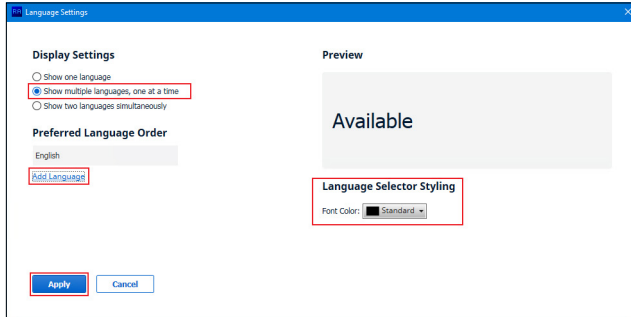 RA Language Settings
Display Settings
Show one language
Show multiple languages, one at a time
Show two languages simultaneously
Preferred Language Order
English
Add Language
Apply Cancel
Preview
Available
Language Selector Styling
Font Color: Standard